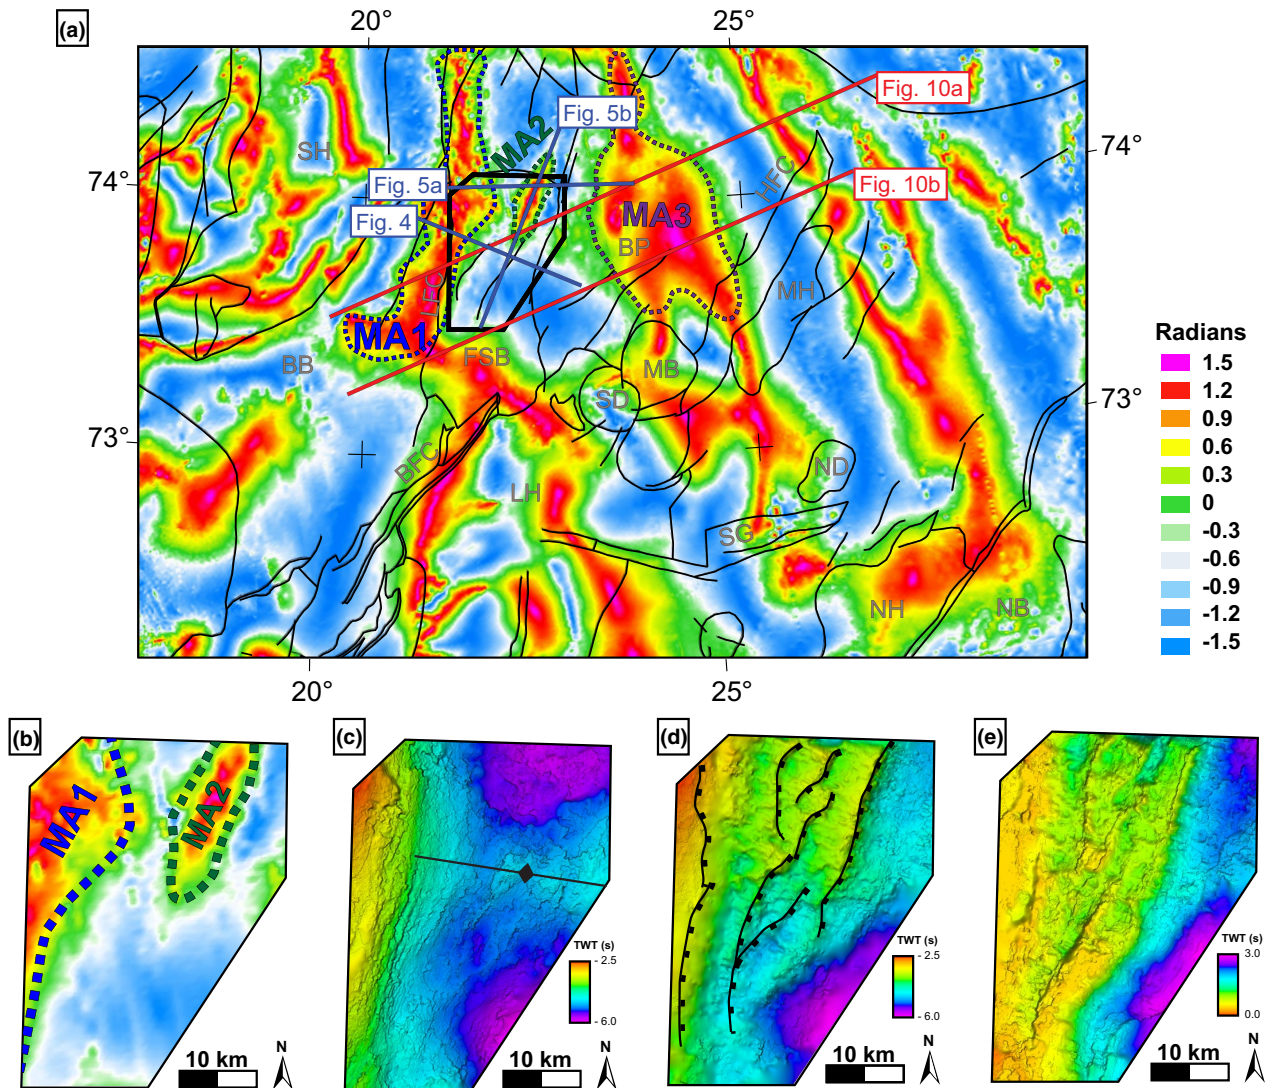 (a)
20°
25°
Fig. 10a
Fig. 5b
MA2
SH
74°
74°
Fig. 5a
HFC
Fig. 10b
Fig. 4
MA3
BP
LFC
MH
MA1
Radians
BB
FSB
MB
1.5
SD
1.2
73°
73°
0.9
0.6
BFC
ND
0.3
LH
0
SG
-0.3
-0.6
-0.9
NH
NB
-1.2
-1.5
20°
25°
(b)
(c)
(d)
(e)
MA1
MA2
TWT (s)
- 2.5
- 6.0
TWT (s)
- 2.5
- 6.0
TWT (s)
3.0
0.0
N
10 km
N
10 km
N
10 km
N
10 km